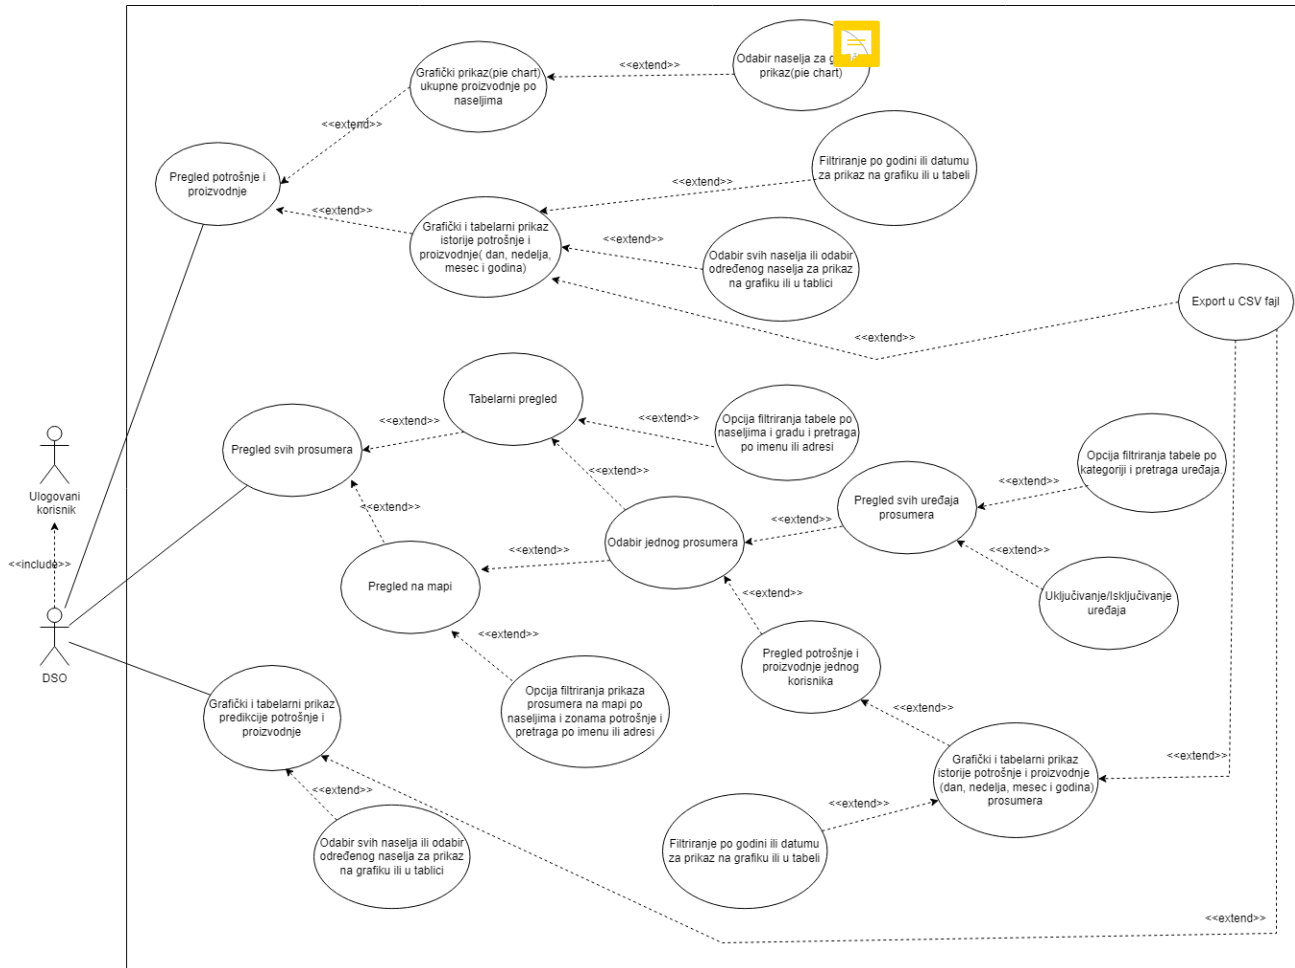 Grafički prikaz(pie chart)
ukupne proizvodnje po
naseljima
<<extend>>
Odabir naselja za
prikaz(pie chart)
<<extend>>
Pregled potrošnje i
proizvodnje
<<extend>>
Grafički i tabelarni prikaz
istorije potrošnje i
proizvodnje( dan, nedelja,
mesec i godina)
<<extend>>
Filtriranje po godini ili datumu
za prikaz na grafiku ili u tabeli
<<extend>>
Odabir svih naselja ili odabir
određenog naselja za prikaz
na grafiku ili u tablici
<<extend>>
Export u CSV fajl
Tabelarni pregled
<<extend>>
Pregled svih prosumera
<<extend>>
Opcija filtriranja tabele po
naseljima i gradu i pretraga
po imenu ili adresi
<<extend>>
Opcija filtriranja tabele po
kategoriji i pretraga uređaja.
<<extend>>
Pregled svih uređaja
prosumera
<<extend>>
Odabir jednog prosumera
<<extend>>
<<extend>>
<<extend>>
Uključivanje/Isključivanje
uređaja
Pregled na mapi
<<extend>>
<<extend>>
Ulogovani
korisnik
<<include>>
DSO
Pregled potrošnje i
proizvodnje jednog
korisnika
Opcija filtriranja prikaza
prosumera na mapi po
naseljima i zonama potrošnje i
pretraga po imenu ili adresi
Grafički i tabelarni prikaz
predikcije potrošnje i
proizvodnje
<<extend>>
<<extend>>
Grafički i tabelarni prikaz
istorije potrošnje i proizvodnje
(dan, nedelja, mesec i godina)
prosumera
<<extend>>
<<extend>>
Odabir svih naselja ili odabir
određenog naselja za prikaz
na grafiku ili u tablici
Filtriranje po godini ili datumu
za prikaz na grafiku ili u tabeli
<<extend>>